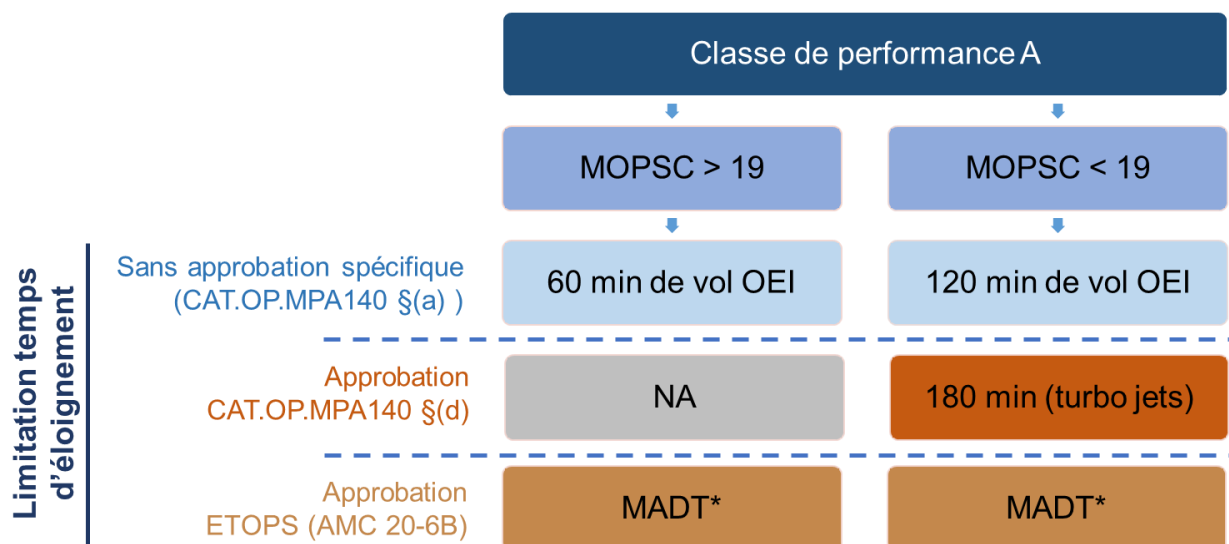 Classe de performance A
MOPSC > 19
MOPSC < 19
Limitation temps
d’éloignement
Sans approbation spécifique
(CAT.OP.MPA140 §(a) )
60 min de vol OEI
120 min de vol OEI
Approbation
CAT.OP.MPA140 §(d)
NA
180 min (turbo jets)
Approbation
ETOPS (AMC 20-6B)
MADT*
MADT*